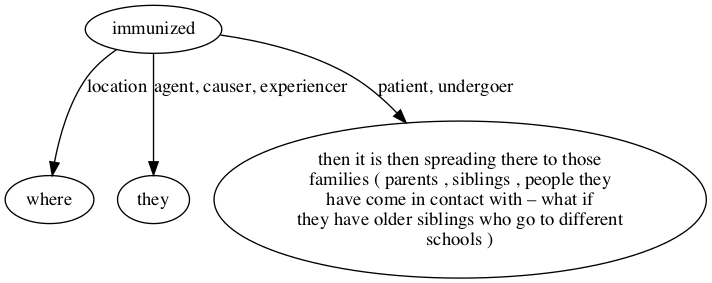 immunized
location
agent, causer, experiencer
patient, undergoer
where
they
then it is then spreading there to those
families ( parents , siblings , people they
have come in contact with – what if
they have older siblings who go to different
schools )